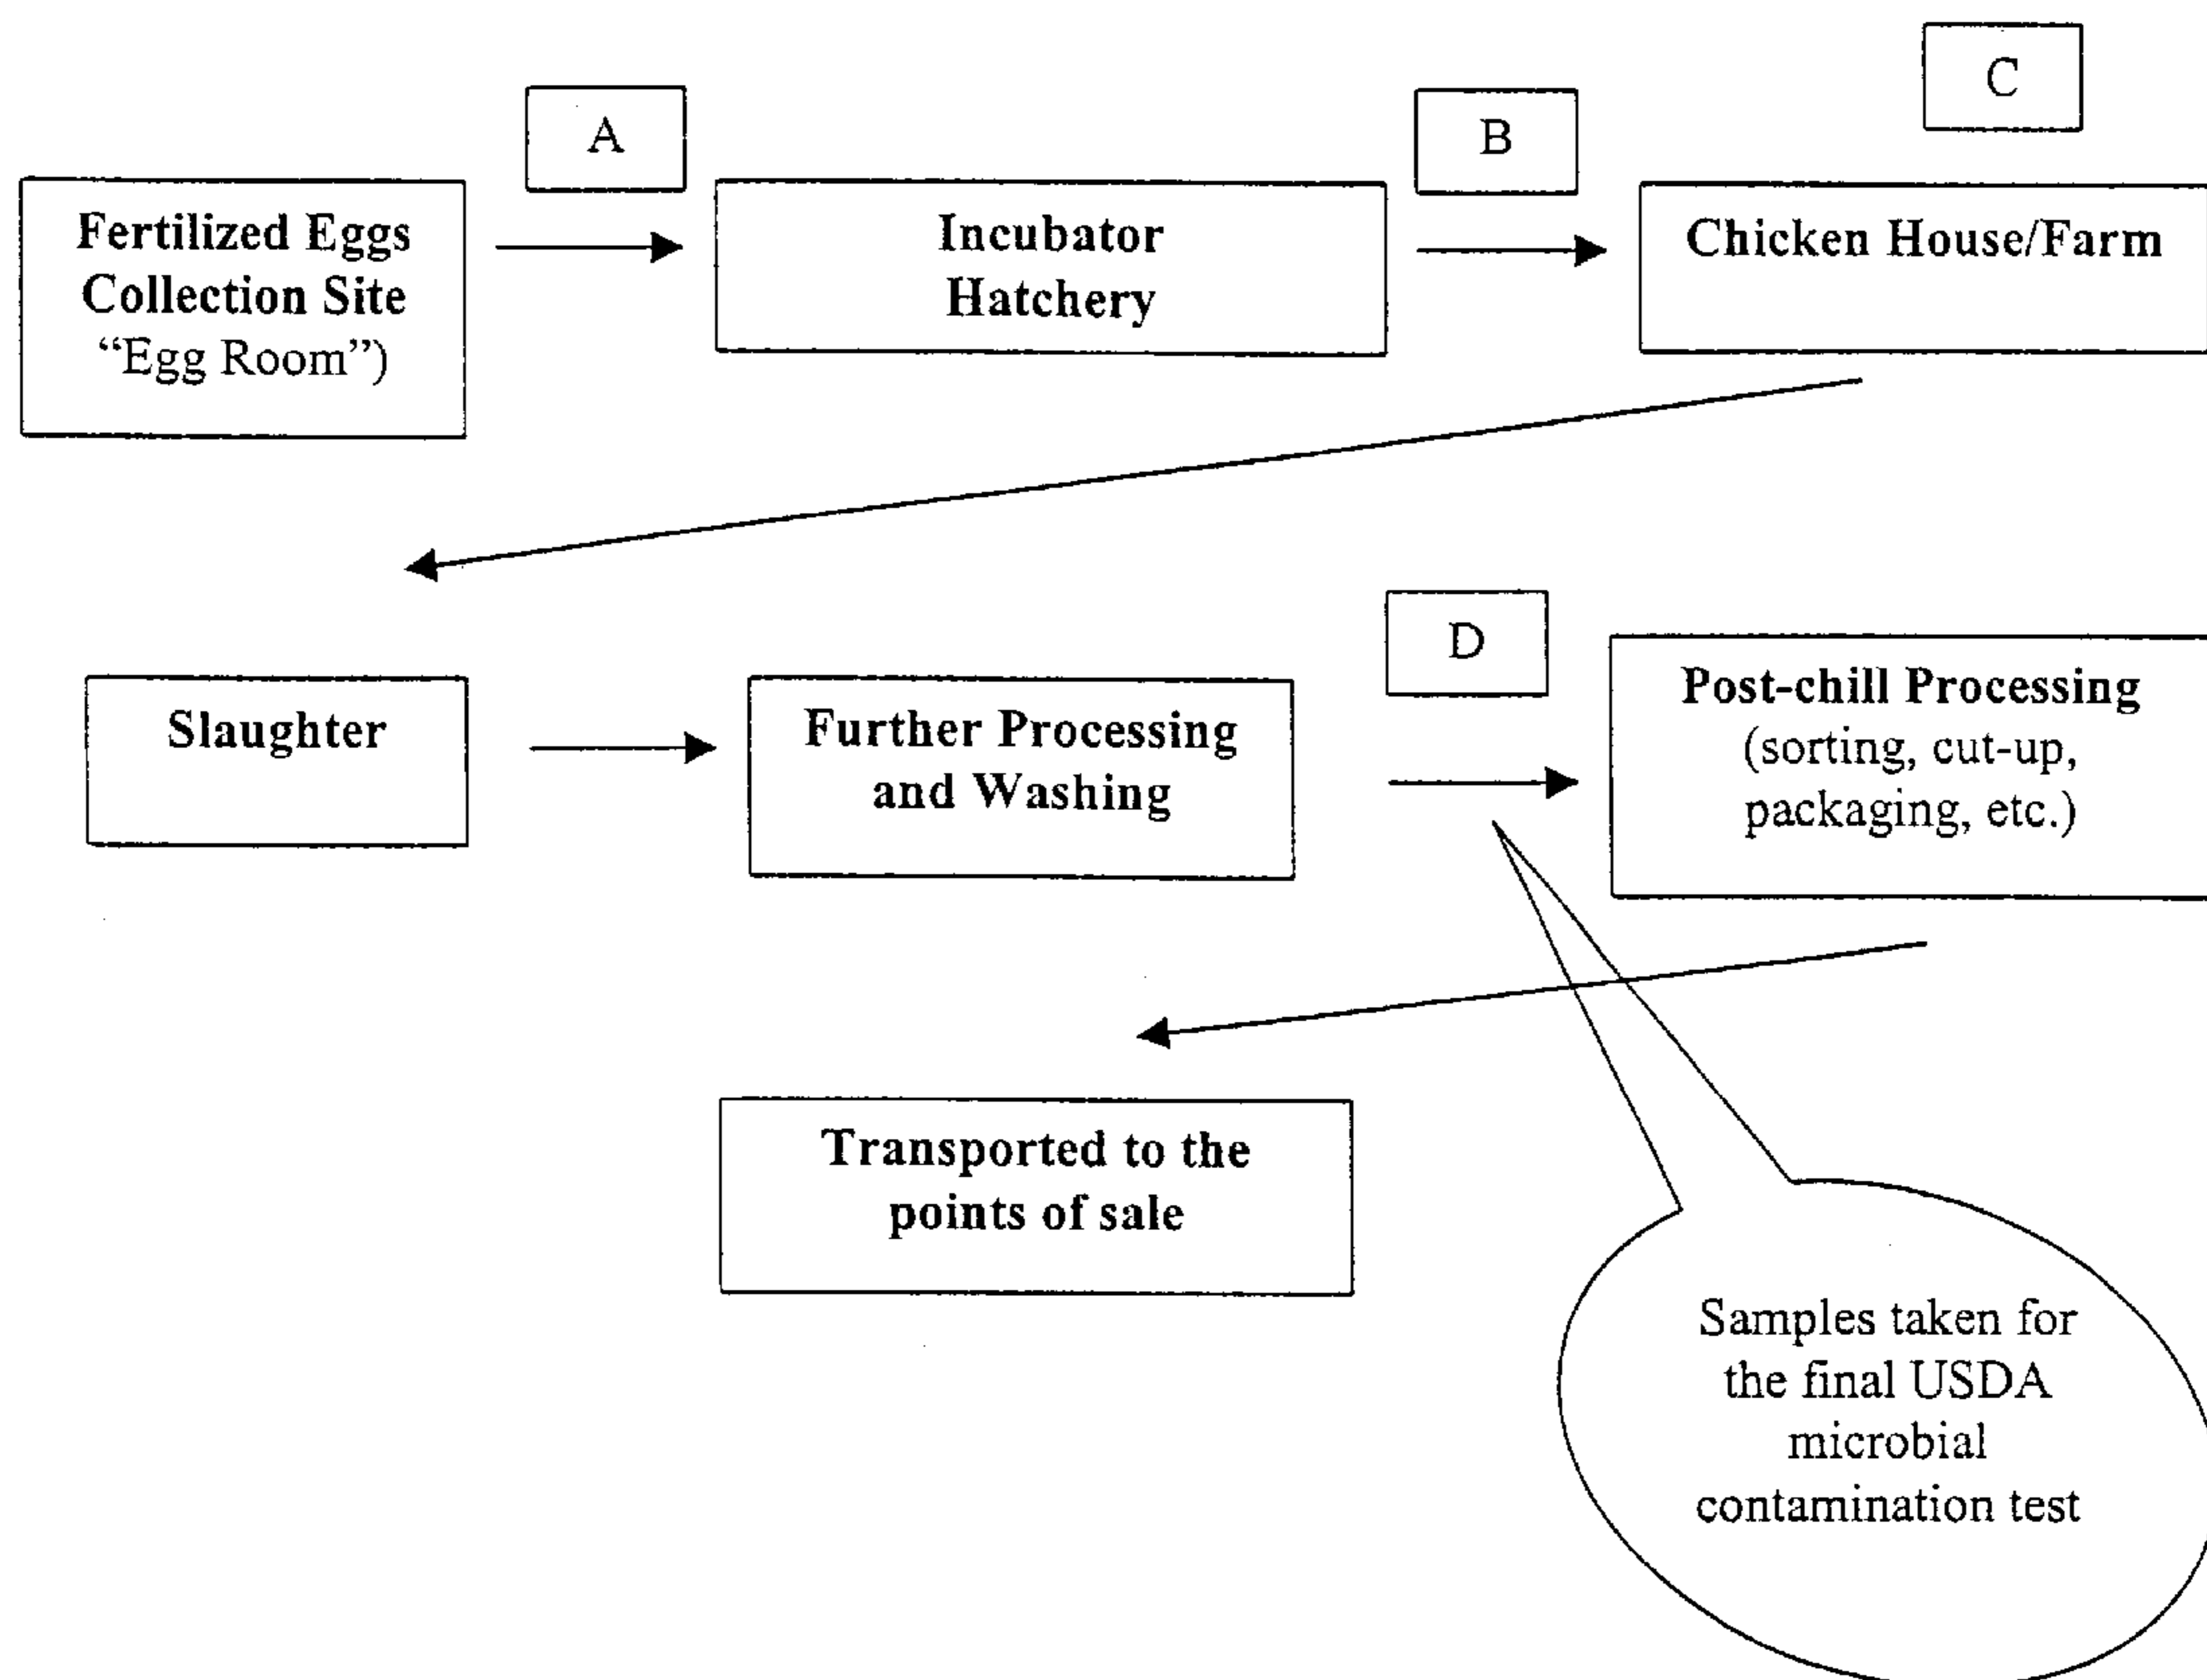 A
B
C
Fertilized Eggs
Collection Site
“Egg Room”)
Incubator
Hatchery
Chicken House/Farm
Slaughter
Further Processing
and Washing
D
Post-chill Processing
(sorting, cut-up,
packaging, etc.)
Transported to the
points of sale
Samples taken for
the final USDA
microbial
contamination test